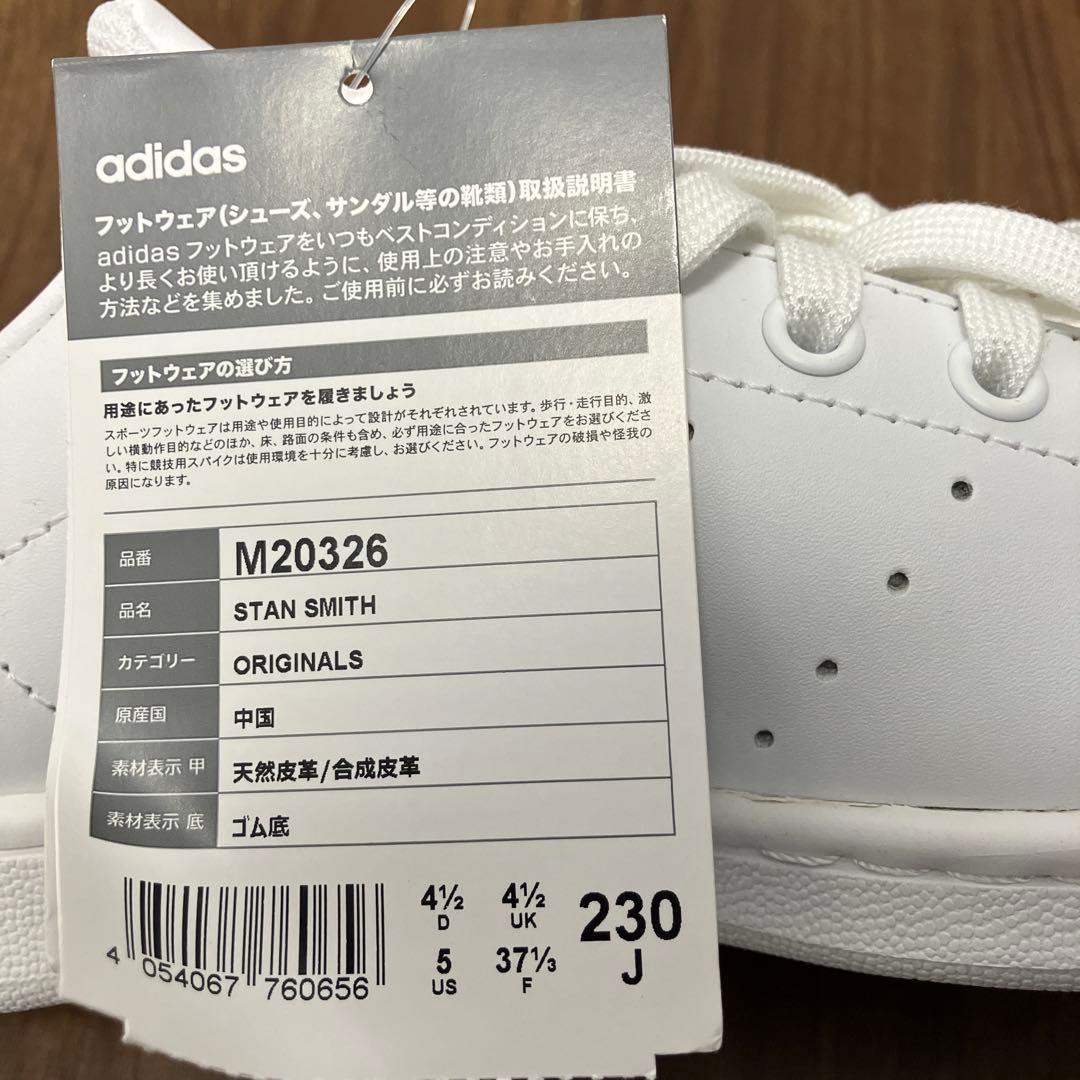 adidas
フットウェア(シューズ、サンダル等の靴類)取扱説明書
adidas フットウェアをいつもベストコンディションに保ち、
より長くお使い頂けるように、使用上の注意やお手入れの
方法などを集めました。ご使用前に必ずお読みください。
フットウェアの選び方
用途にあったフットウェアを履きましょう
スポーツフットウェアは用途や使用目的によって設計がそれぞれされています。歩行・走行目的、激
しい横動作目的などのほか、床、路面の条件も含め、必ず用途に合ったフットウェアをお選びくださ
い。特に競技用スパイクは使用環境を十分に考慮し、お選びください。フットウェアの破損や怪我の
原因になります。
品番 M20326
品名 STAN SMITH
カテゴリー ORIGINALS
原産国 中国
素材表示 甲 天然皮革/合成皮革
素材表示 底 ゴム底
4½ 4½ 230
D UK J
5 37⅓
US F
4 054067 760656